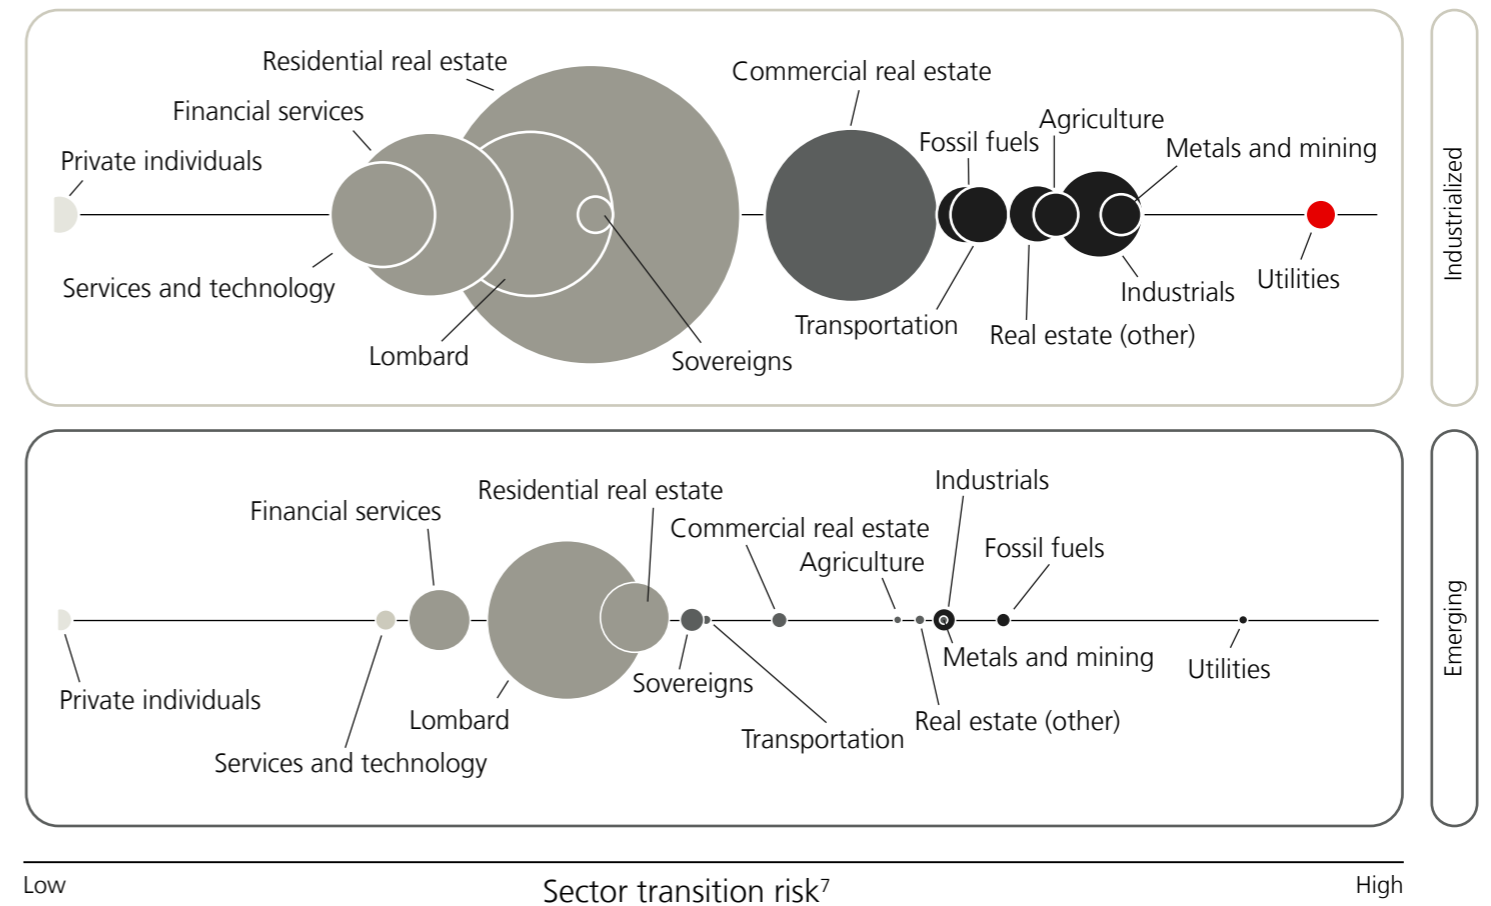 Residential real estate
Commercial real estate
Financial services
Agriculture
Fossil fuels
Private individuals
Metals and mining
Industrialized
Services and technology
Utilities
Industrials
Transportation
Real estate (other)
Lombard
Sovereigns
Industrials
Residential real estate
Financial services
Commercial real estate
Fossil fuels
Agriculture
Emerging
Metals and mining
Utilities
Sovereigns
Private individuals
Lombard
Real estate (other)
Transportation
Services and technology
Low
Sector transition risk7
High